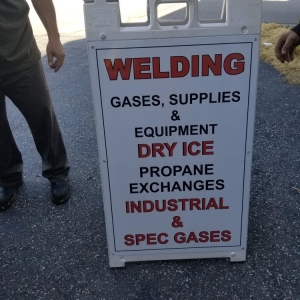 WELDING
GASES, SUPPLIES
&
EQUIPMENT
DRY ICE
PROPANE
EXCHANGES
INDUSTRIAL
&
SPEC GASES